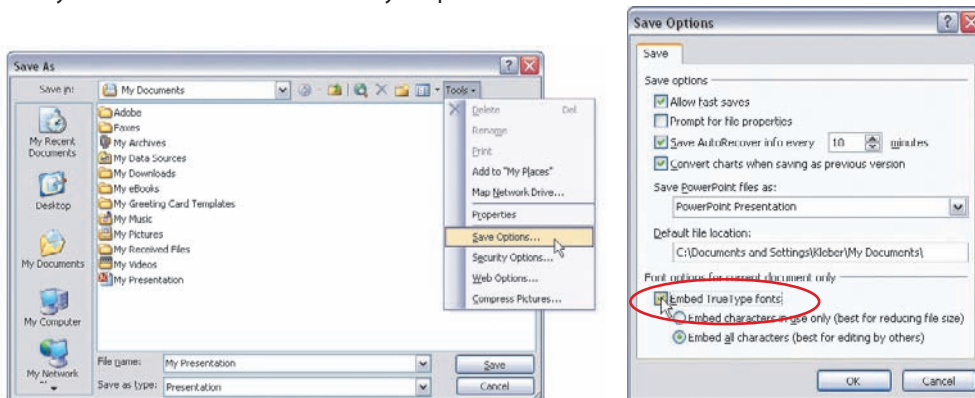 Save As
Save in:
My Documents
Tools
My Recent
Documents
Desktop
My Documents
My Computer
My Network
Adobe
Faxes
My Archives
My Data Sources
My Downloads
My eBooks
My Greeting Card Templates
My Music
My Pictures
My Received Files
My Videos
My Presentation
Delete Del
Rename
Print
Add to "My Places"
Map Network Drive...
Properties
Save Options...
Security Options...
Web Options...
Compress Pictures...
File name: My Presentation
Save as type: Presentation
Save
Cancel
Save Options
Save
Save options
Allow fast saves
Prompt for file properties
Save AutoRecover info every 10 minutes
Convert charts when saving as previous version
Save PowerPoint files as:
PowerPoint Presentation
Default file location:
C:\Documents and Settings\Kleber\My Documents\
Font options for current document only
Embed TrueType fonts
Embed characters in use only (best for reducing file size)
Embed all characters (best for editing by others)
OK Cancel